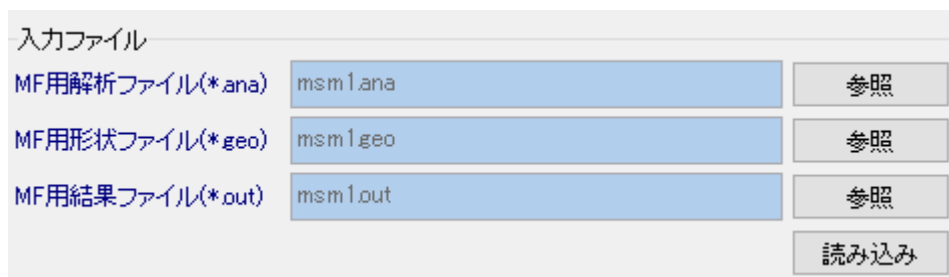 入力ファイル
MF用解析ファイル(*.ana) msm1.ana 参照
MF用形状ファイル(*.geo) msm1.geo 参照
MF用結果ファイル(*.out) msm1.out 参照
読み込み